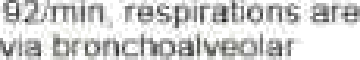 92/min, respirations are
via bronchoalveolar